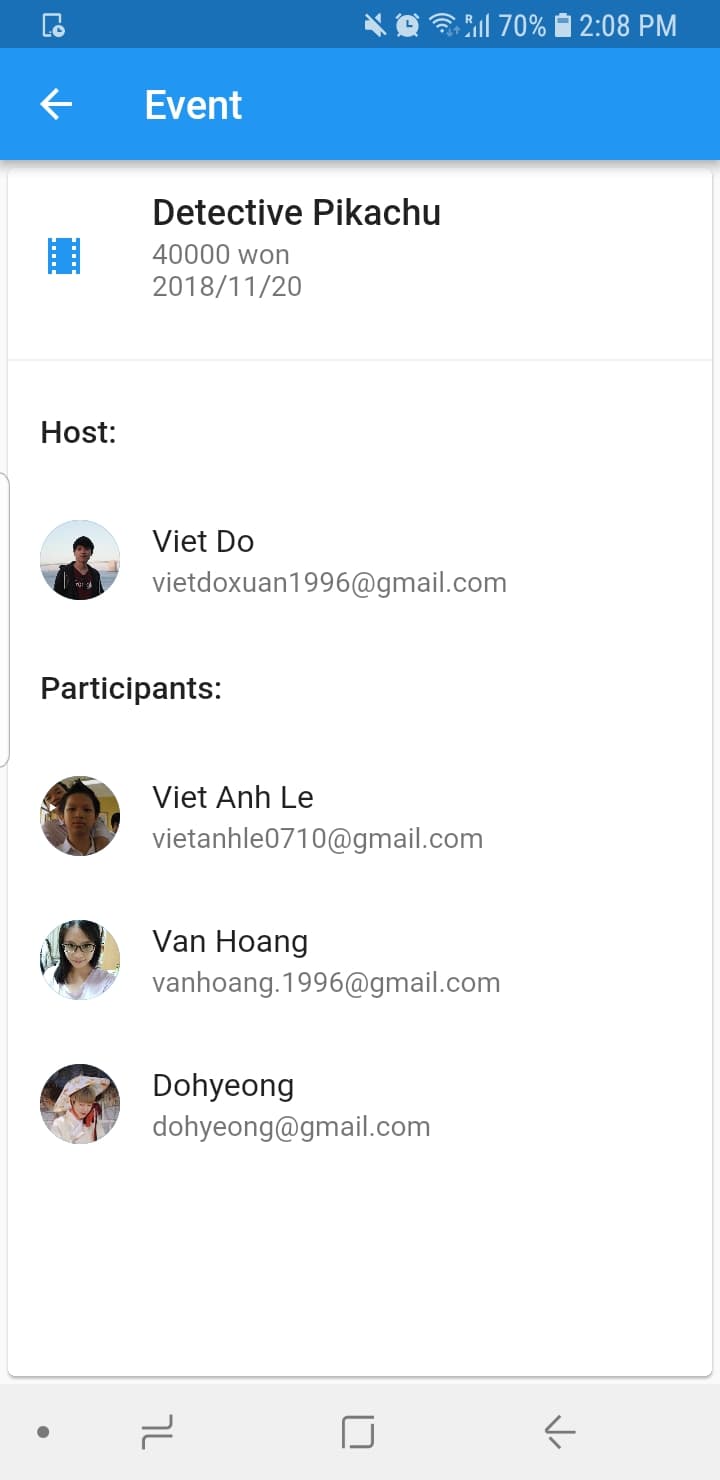 70% 2:08 PM
Event
Detective Pikachu
40000 won
2018/11/20
Host:
Viet Do
vietdoxuan1996@gmail.com
Participants:
Viet Anh Le
vietanhle0710@gmail.com
Van Hoang
vanhoang.1996@gmail.com
Dohyeong
dohyeong@gmail.com